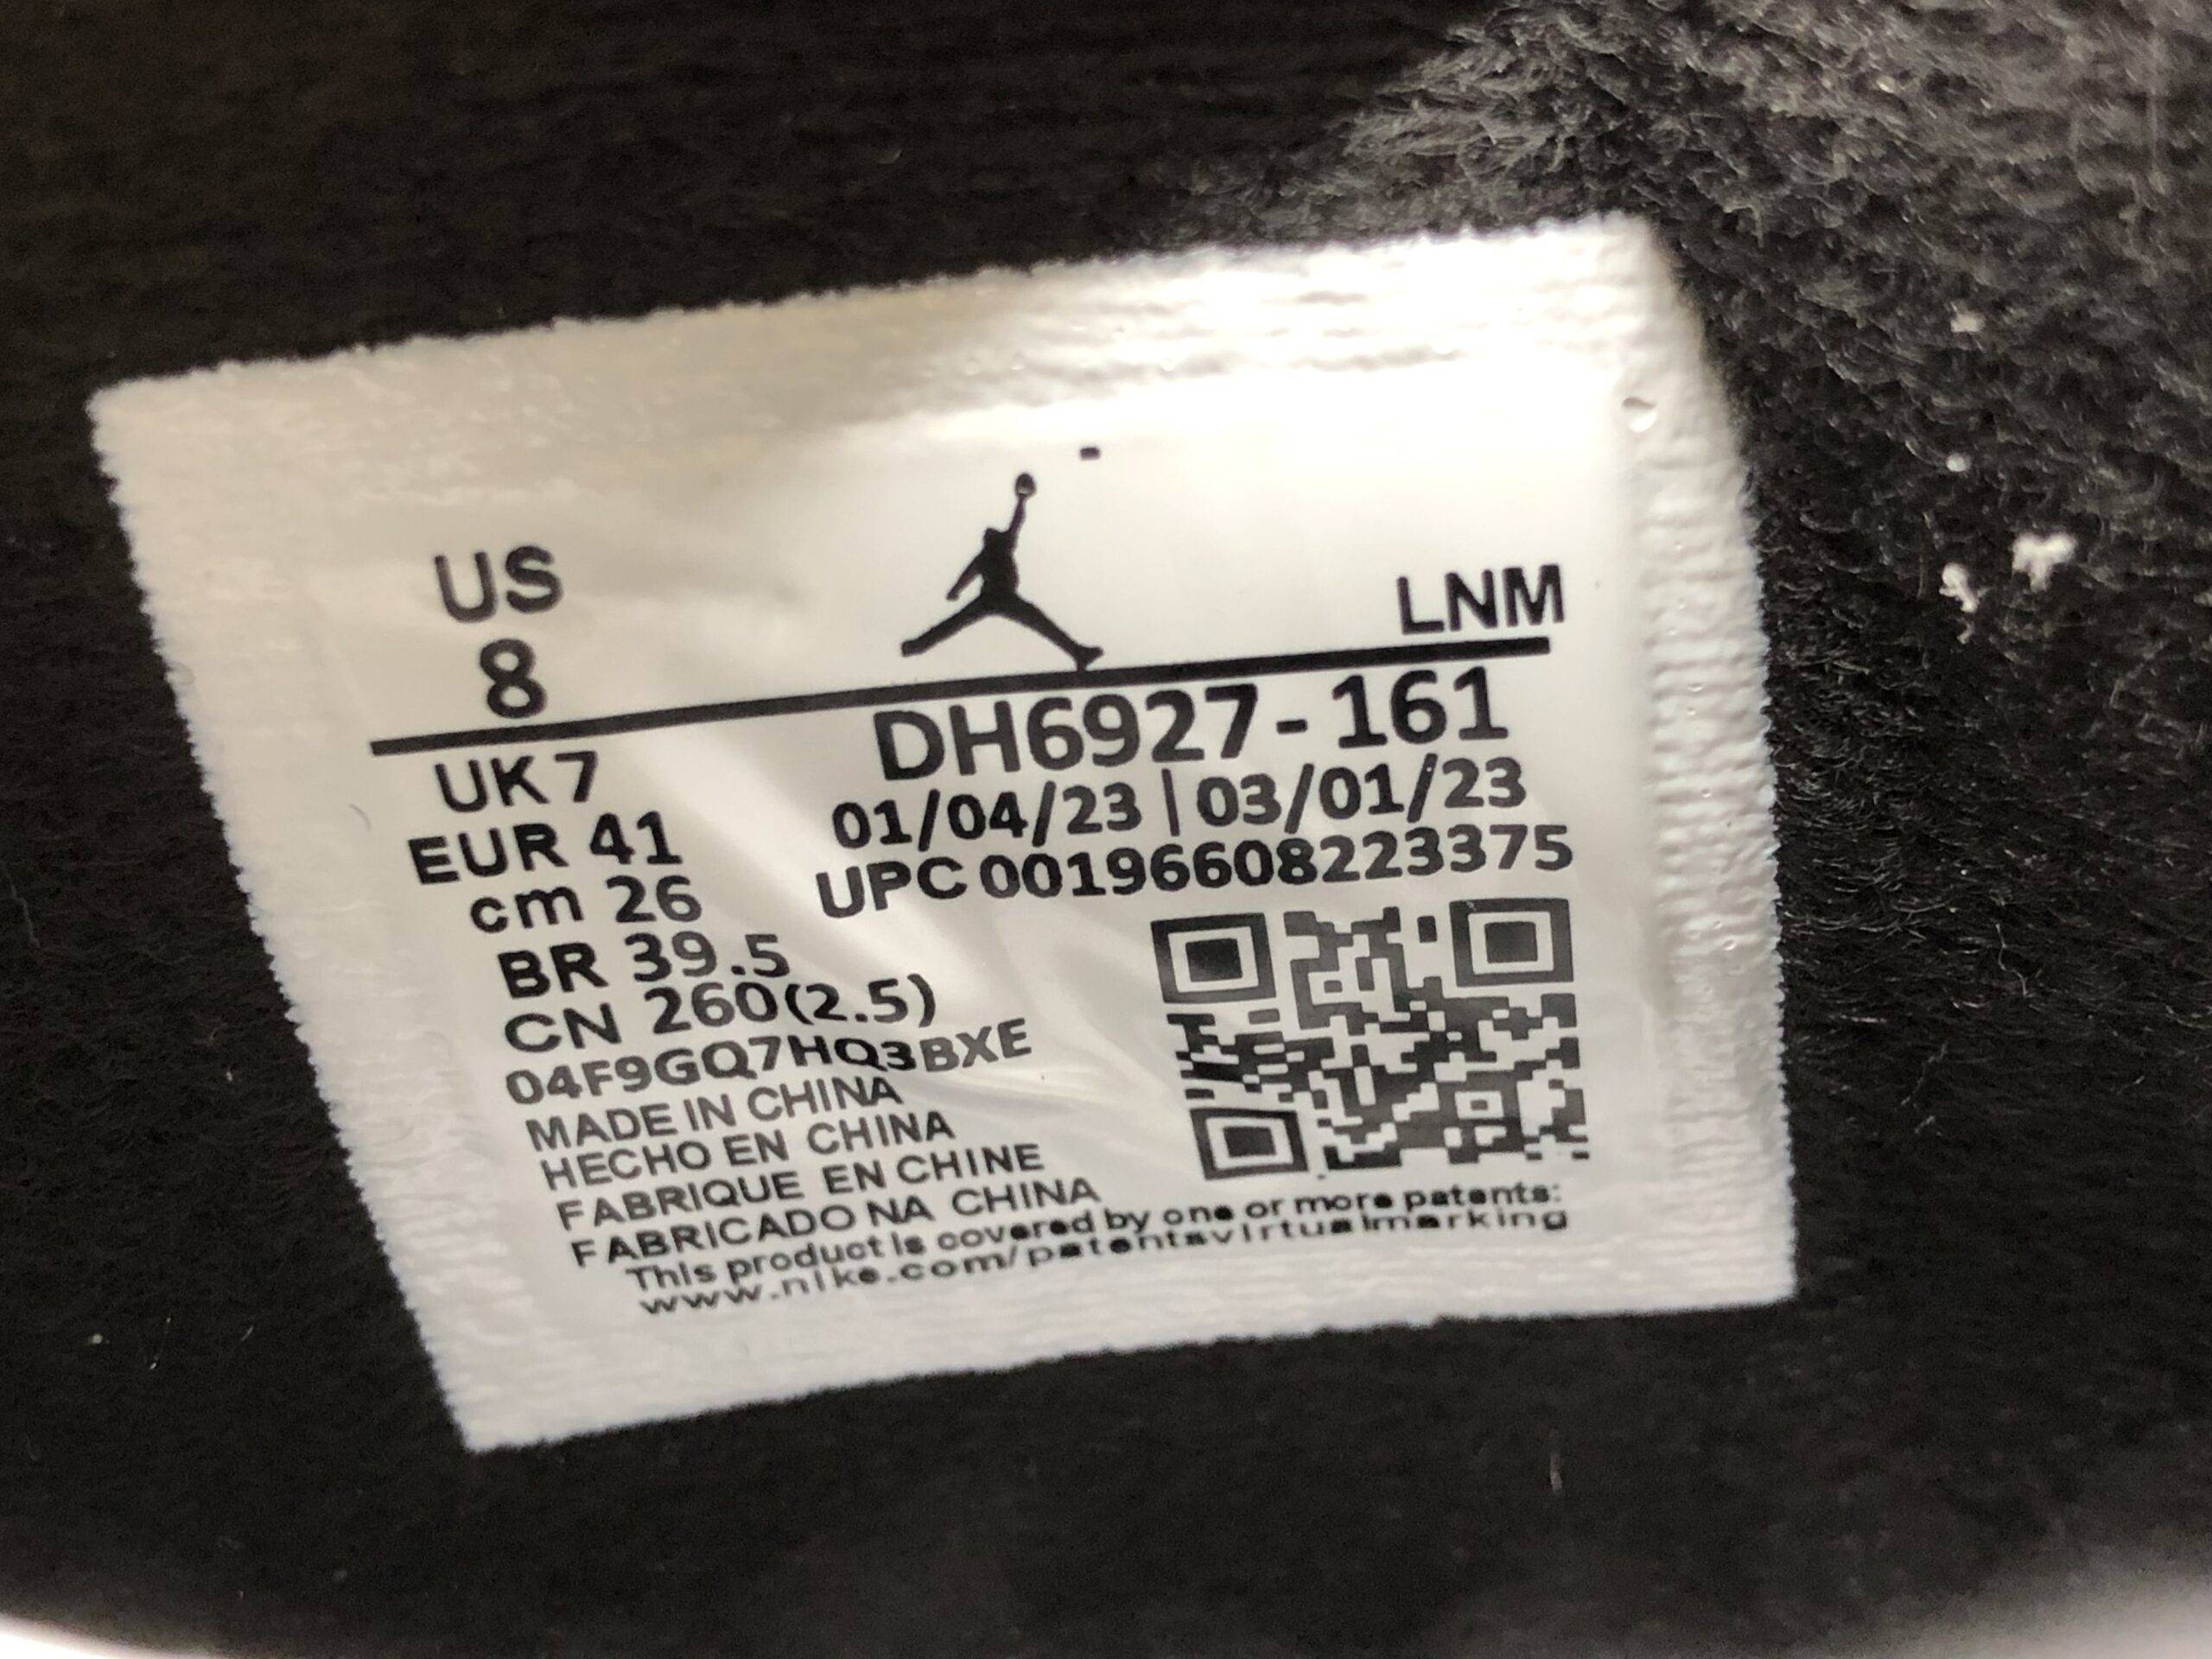 US
8
LNM
UK 7
EUR 41
cm 26
BR 39.5
CN 260(2.5)
04F9GQ7HQ3BXE
DH6927-161
01/04/23 | 03/01/23
UPC 00196608223375
MADE IN CHINA
HECHO EN CHINA
FABRIQUE EN CHINE
FABRICADO NA CHINA
This product is covered by one or more patents:
www.nike.com/patentsvirtualmarking